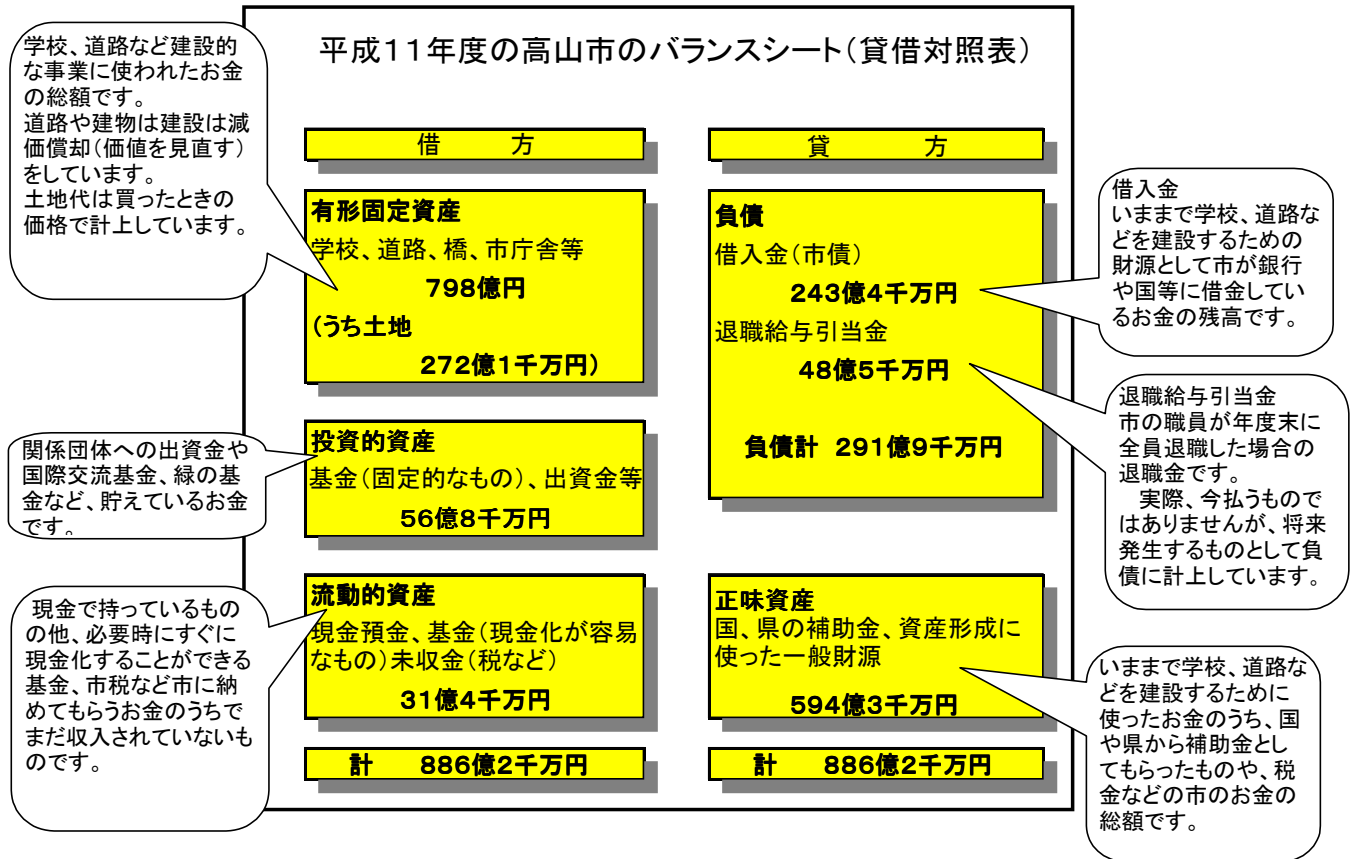 平成11年度の高山市のバランスシート(貸借対照表)
学校、道路など建設的
な事業に使われたお金
の総額です。
道路や建物は建設は減
価償却(価値を見直す)
をしています。
土地代は買ったときの
価格で計上しています。
借　方
有形固定資産
学校、道路、橋、市庁舎等
798億円
(うち土地
272億1千万円)
関係団体への出資金や
国際交流基金、緑の基
金など、貯えているお金
です。
投資的資産
基金(固定的なもの)、出資金等
56億8千万円
現金で持っているもの
の他、必要時にすぐに
現金化することができる
基金、市税など市に納
めてもらうお金のうちで
まだ収入されていないも
のです。
流動的資産
現金預金、基金(現金化が容易
なもの)未収金(税など)
31億4千万円
計　886億2千万円
貸　方
負債
借入金(市債)
243億4千万円
退職給与引当金
48億5千万円
負債計 291億9千万円
借入金
いままで学校、道路な
どを建設するための
財源として市が銀行
や国等に借金してい
るお金の残高です。
退職給与引当金
市の職員が年度末に
全員退職した場合の
退職金です。
実際、今払うものでは
はありませんが、将来
発生するものとして負
債に計上しています。
正味資産
国、県の補助金、資産形成に
使った一般財源
594億3千万円
計　886億2千万円
いままで学校、道路な
どを建設するために
使ったお金のうち、国
や県から補助金とし
てもらったものや、税
金などの市のお金の
総額です。